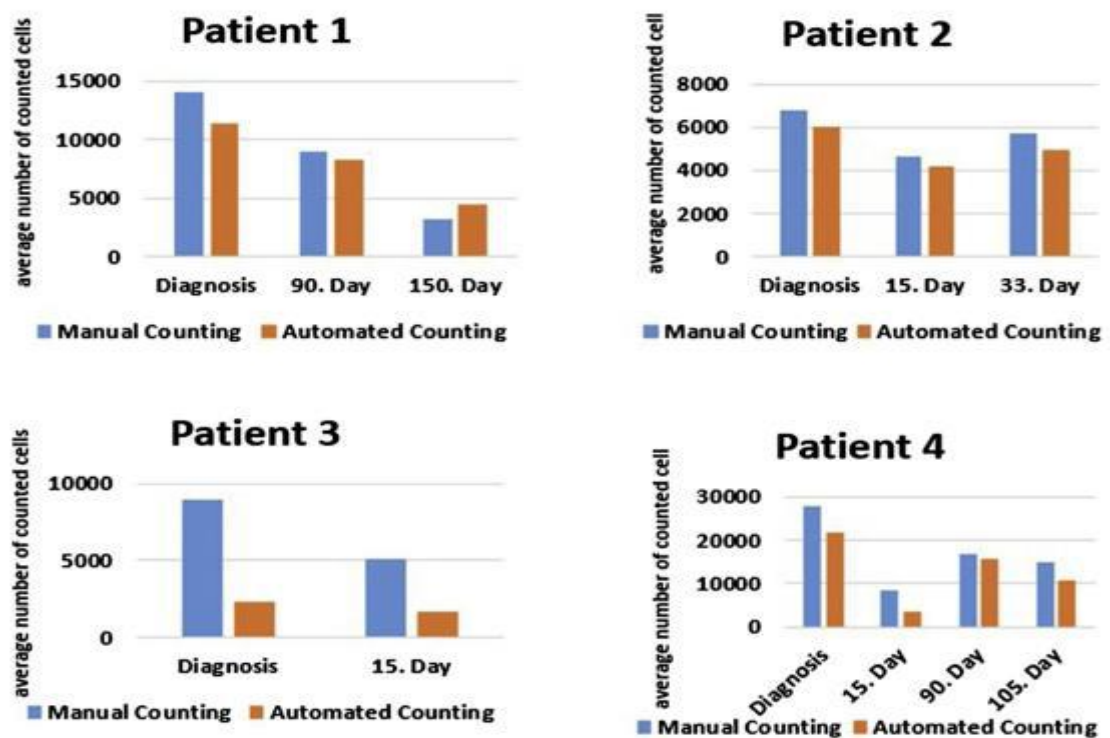 Patient 1
average number of counted cells
15000
10000
5000
0
Diagnosis 90. Day 150. Day
Manual Counting Automated Counting
Patient 2
average number of counted cell
8000
6000
4000
2000
0
Diagnosis 15. Day 33. Day
Manual Counting Automated Counting
Patient 3
average number of counted cells
10000
5000
0
Diagnosis 15. Day
Manual Counting Automated Counting
Patient 4
average number of counted cell
30000
20000
10000
0
Diagnosis 15. Day 90. Day 105. Day
Manual Counting Automated Counting